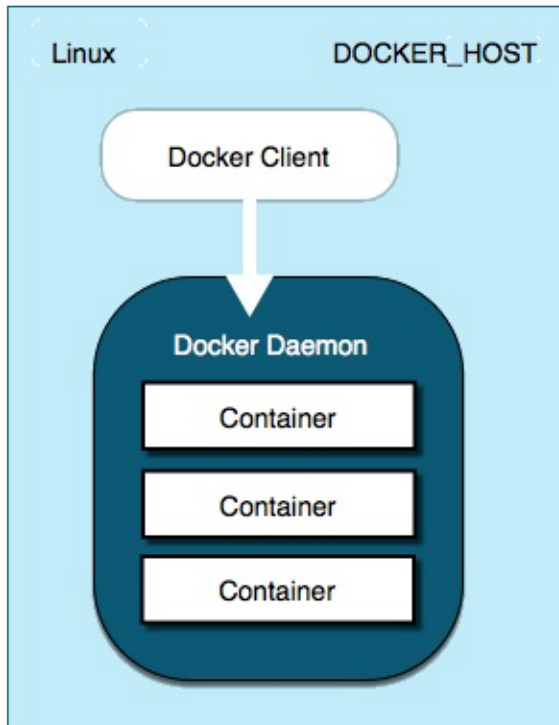 Linux
DOCKER_HOST
Docker Client
Docker Daemon
Container
Container
Container